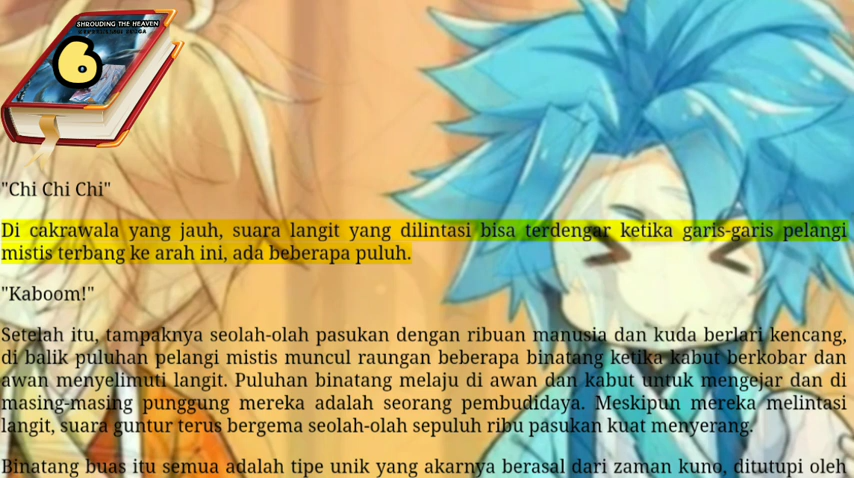 SHROUDING THE HEAVEN
6
"Chi Chi Chi"
Di cakrawala yang jauh, suara langit yang dilintasi bisa terdengar ketika garis-garis pelangi
mistis terbang ke arah ini, ada beberapa puluh.
"Kaboom!"
Setelah itu, tampaknya seolah-olah pasukan dengan ribuan manusia dan kuda berlari kencang,
di balik puluhan pelangi mistis muncul raungan beberapa binatang ketika kabut berkobar dan
awan menyelimuti langit. Puluhan binatang melaju di awan dan kabut untuk mengejar dan di
masing-masing punggung mereka adalah seorang pembudidaya. Meskipun mereka melintasi
langit, suara guntur terus bergema seolah-olah sepuluh ribu pasukan kuat menyerang.
Binatang buas itu semua adalah tipe unik yang akarnya berasal dari zaman kuno, ditutupi oleh